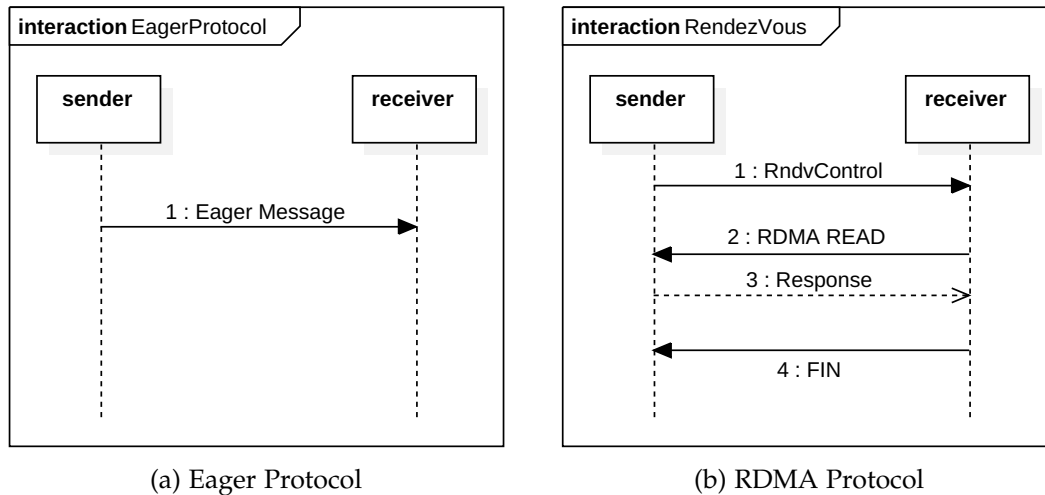 interaction EagerProtocol
sender
receiver
1 : Eager Message
(a) Eager Protocol
interaction RendezVous
sender
receiver
1 : RndvControl
2 : RDMA READ
3 : Response
4 : FIN
(b) RDMA Protocol